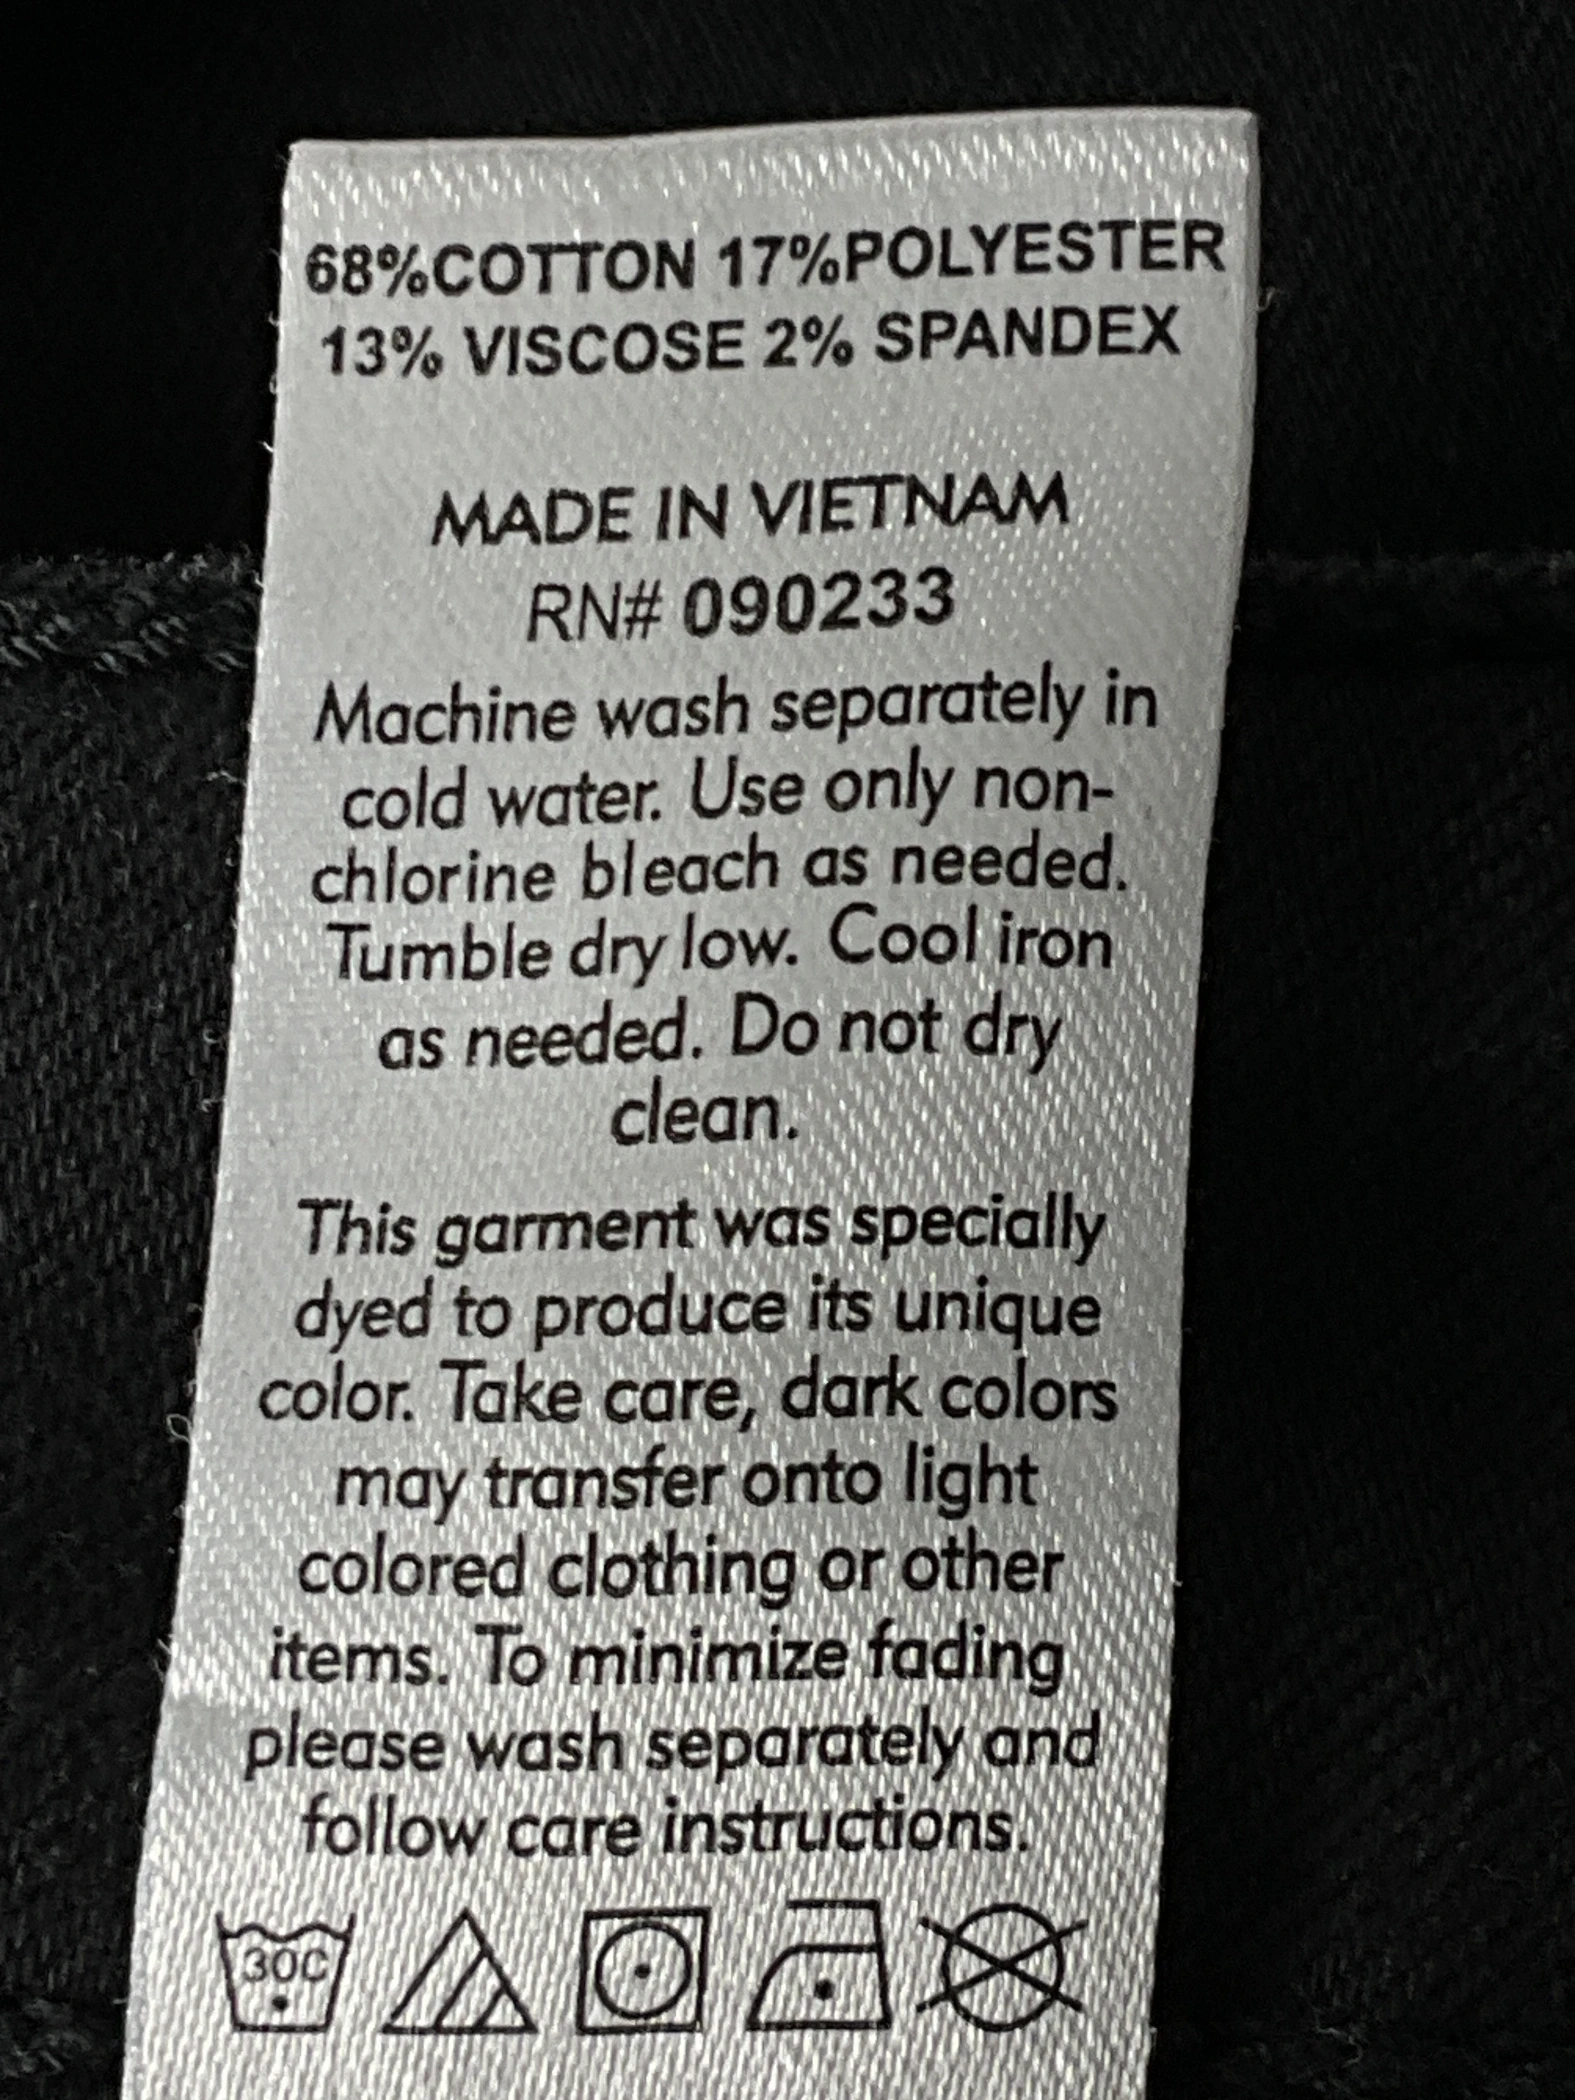 68%COTTON 17%POLYESTER
13% VISCOSE 2% SPANDEX
MADE IN VIETNAM
RN# 090233
Machine wash separately in
cold water. Use only non-
chlorine bleach as needed.
Tumble dry low. Cool iron
as needed. Do not dry
clean.
This garment was specially
dyed to produce its unique
color. Take care, dark colors
may transfer onto light
colored clothing or other
items. To minimize fading
please wash separately and
follow care instructions.
30C